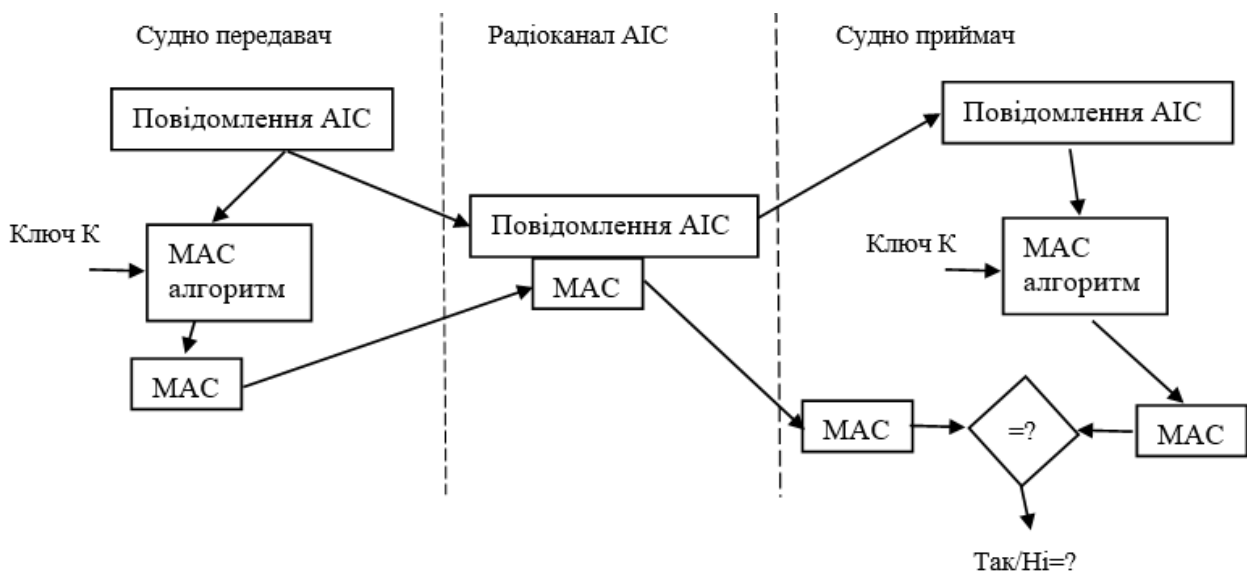 Судно передавач
Радіоканал АІС
Судно приймач
Повідомлення АІС
Повідомлення АІС
Повідомлення АІС
Ключ К
МАС
алгоритм
МАС
МАС
Ключ К
МАС
алгоритм
МАС
=?
МАС
Так/Ні=?